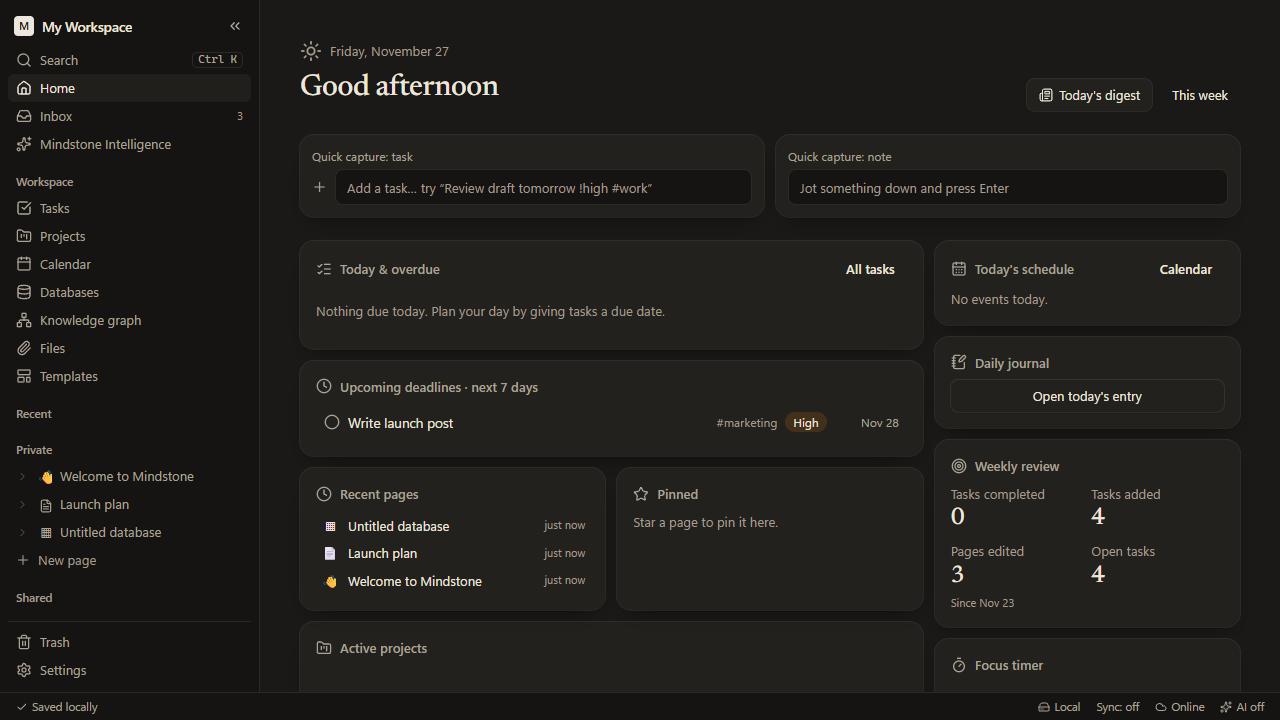 M My Workspace
Search Ctrl K
Home
Inbox 3
Mindstone Intelligence
Workspace
Tasks
Projects
Calendar
Databases
Knowledge graph
Files
Templates
Recent
Private
Welcome to Mindstone
Launch plan
Untitled database
New page
Shared
Trash
Settings
Friday, November 27
Good afternoon
Today's digest This week
Quick capture: task
Add a task... try “Review draft tomorrow !high #work”
Quick capture: note
Jot something down and press Enter
Today & overdue All tasks
Nothing due today. Plan your day by giving tasks a due date.
Upcoming deadlines · next 7 days
Write launch post #marketing High Nov 28
Recent pages
Untitled database just now
Launch plan just now
Welcome to Mindstone just now
Pinned
Star a page to pin it here.
Active projects
Today's schedule Calendar
No events today.
Daily journal
Open today's entry
Weekly review
Tasks completed Tasks added
0 4
Pages edited Open tasks
3 4
Since Nov 23
Focus timer
Saved locally Local Sync: off Online AI off